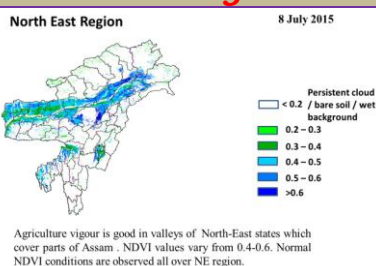 North East Region
8 July 2015
Persistent cloud
< 0.2 / bare soil / wet
background
0.2 – 0.3
0.3 – 0.4
0.4 – 0.5
0.5 – 0.6
>0.6
Agriculture vigour is good in valleys of North-East states which
cover parts of Assam . NDVI values vary from 0.4-0.6. Normal
NDVI conditions are observed all over NE region.